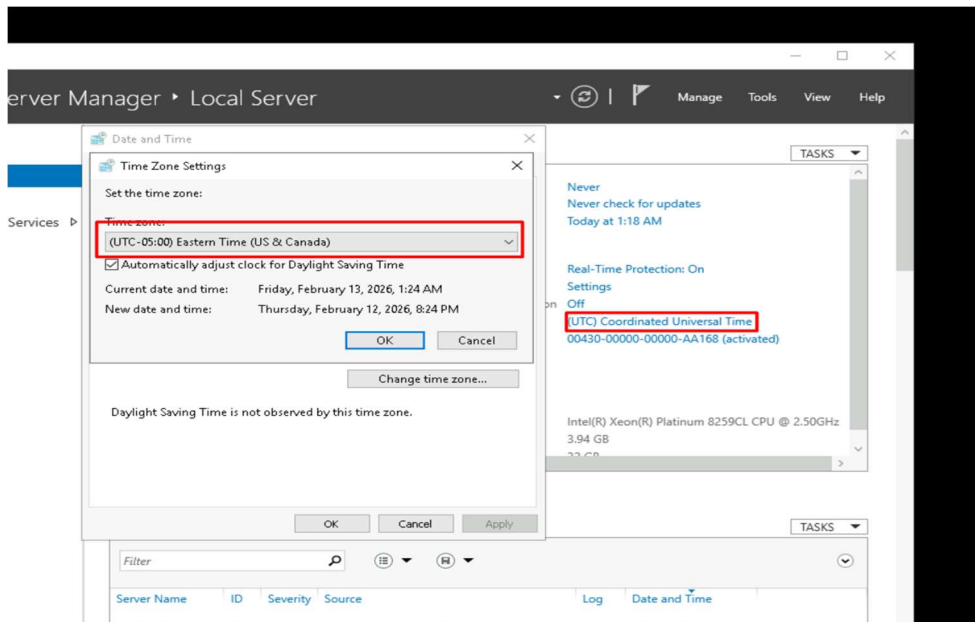 erver Manager ‣ Local Server
Manage Tools View Help
Date and Time
TASKS
Time Zone Settings
Set the time zone:
Never
Never check for updates
Services
Time zone:
Today at 1:18 AM
(UTC-05:00) Eastern Time (US & Canada)
Automatically adjust clock for Daylight Saving Time
Real-Time Protection: On
Current date and time: Friday, February 13, 2026, 1:24 AM
Settings
New date and time: Thursday, February 12, 2026, 8:24 PM
on Off
(UTC) Coordinated Universal Time
OK Cancel
00430-00000-00000-AA168 (activated)
Change time zone...
Daylight Saving Time is not observed by this time zone.
Intel(R) Xeon(R) Platinum 8259CL CPU @ 2.50GHz
3.94 GB
OK Cancel Apply
TASKS
Filter
Server Name ID Severity Source Log Date and Time